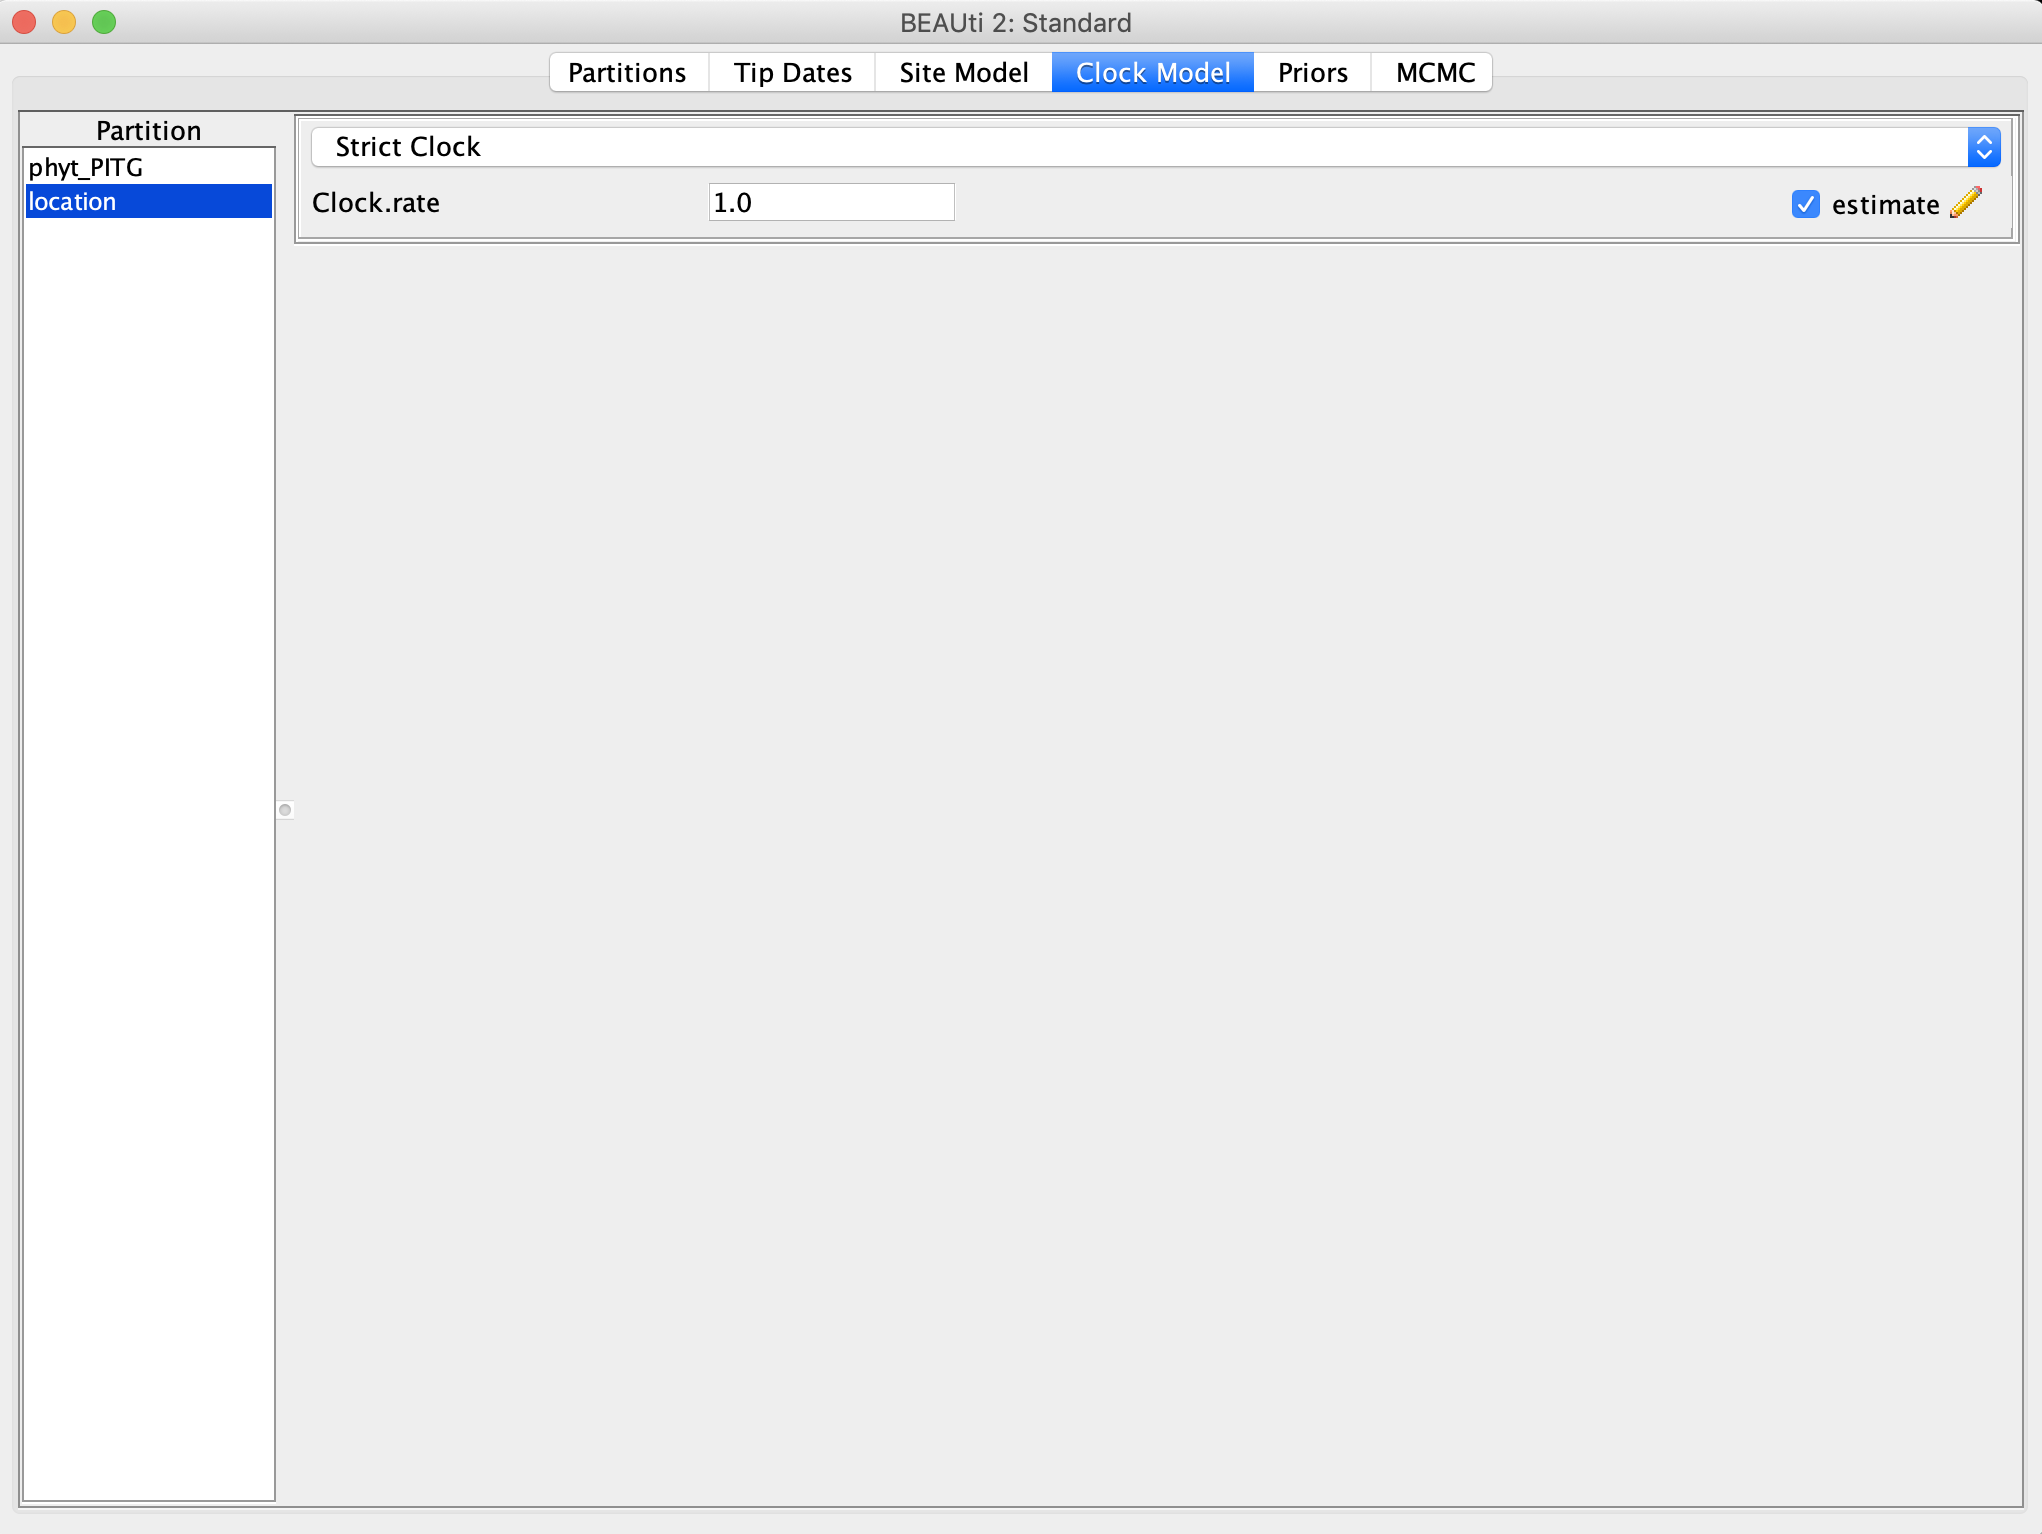 BEAUti 2: Standard
Partitions Tip Dates Site Model Clock Model Priors MCMC
Partition
phyt_PITG
location
Strict Clock
Clock.rate 1.0 estimate